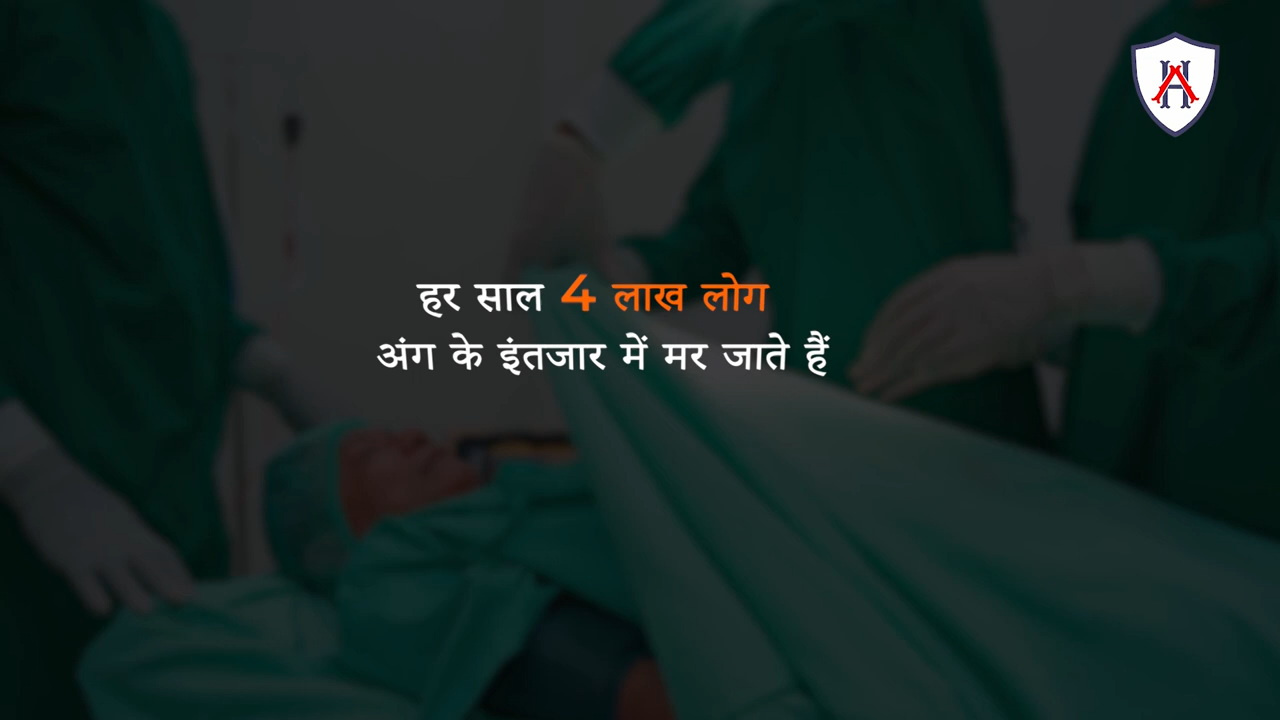 हर साल 4 लाख लोग
अंग के इंतजार में मर जाते हैं